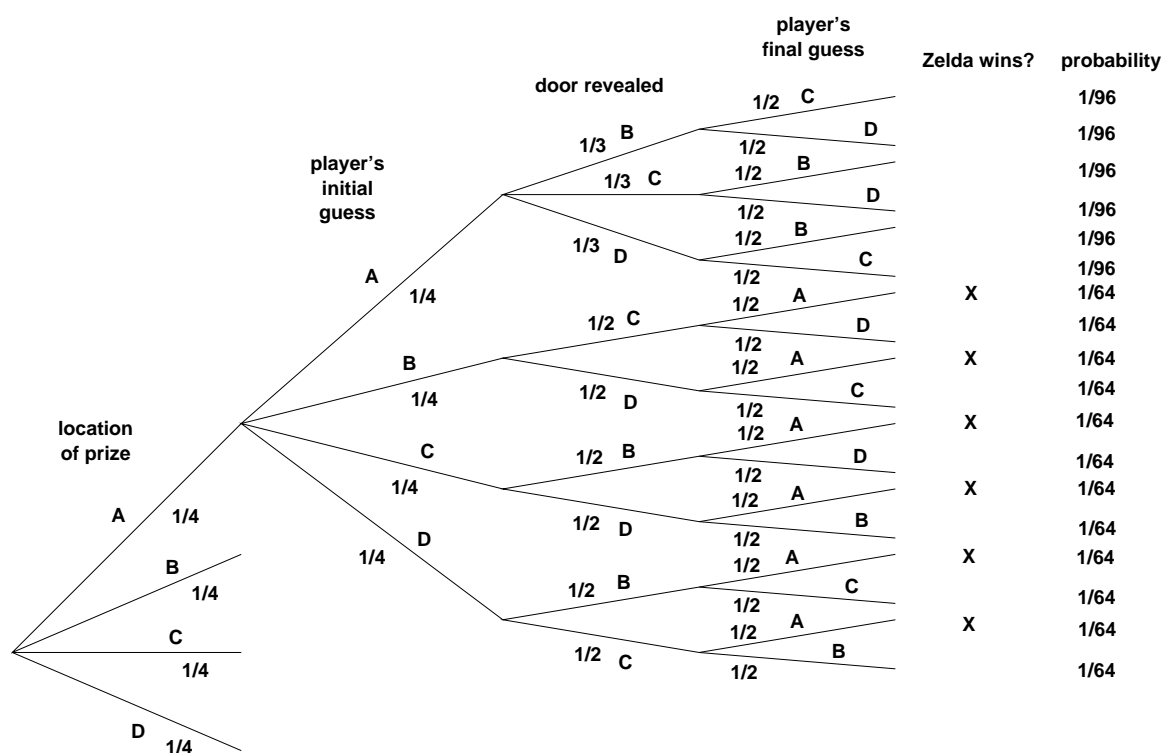 player's
final guess
Zelda wins?
probability
door revealed
player's
initial
guess
location
of prize
1/2 C 1/96
B D 1/96
1/3 1/2
1/2 B 1/96
1/3 C
D 1/96
1/2
1/2 B 1/96
1/3 D
C 1/96
A 1/2
1/4 1/2 A X 1/64
1/2 C D 1/64
1/2
B 1/2 A X 1/64
1/4 1/2 D C 1/64
1/2
1/2 A X 1/64
C 1/2 B D 1/64
1/4 1/2
1/2 A X 1/64
A 1/4 1/2 D B 1/64
D 1/2
1/4 1/2 A X 1/64
B 1/2 B C 1/64
1/4 1/2
1/2 A X 1/64
C 1/2 C B
1/4 1/2 1/64
D 1/4